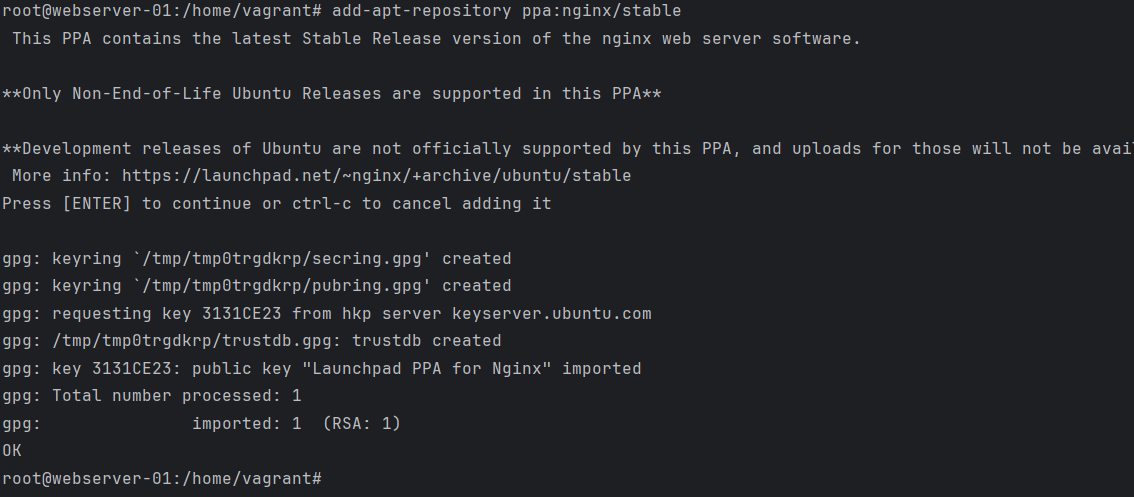 root@webserver-01:/home/vagrant# add-apt-repository ppa:nginx/stable
 This PPA contains the latest Stable Release version of the nginx web server software.

**Only Non-End-of-Life Ubuntu Releases are supported in this PPA**

**Development releases of Ubuntu are not officially supported by this PPA, and uploads for those will not be avai
 More info: https://launchpad.net/~nginx/+archive/ubuntu/stable
Press [ENTER] to continue or ctrl-c to cancel adding it

gpg: keyring `/tmp/tmp0trgdkrp/secring.gpg' created
gpg: keyring `/tmp/tmp0trgdkrp/pubring.gpg' created
gpg: requesting key 3131CE23 from hkp server keyserver.ubuntu.com
gpg: /tmp/tmp0trgdkrp/trustdb.gpg: trustdb created
gpg: key 3131CE23: public key "Launchpad PPA for Nginx" imported
gpg: Total number processed: 1
gpg:               imported: 1  (RSA: 1)
OK
root@webserver-01:/home/vagrant#